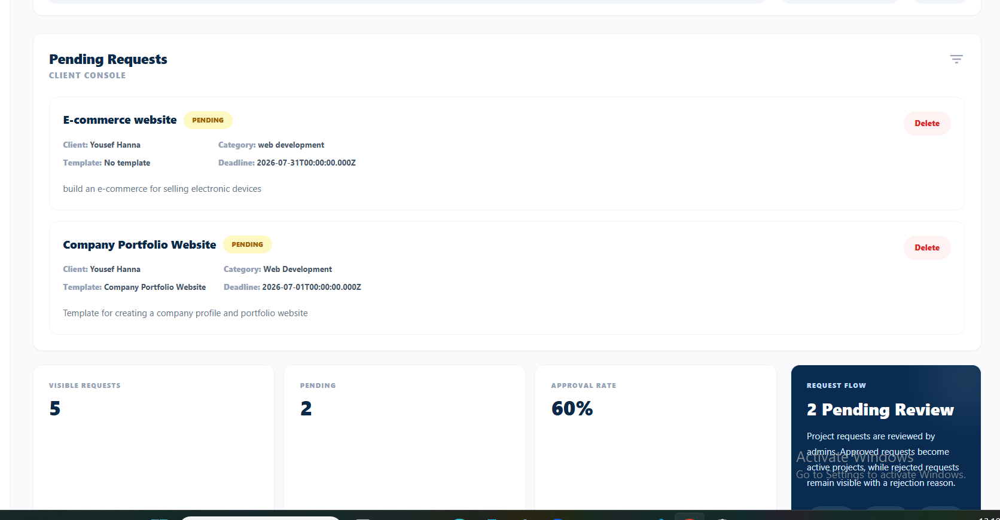 Pending Requests
CLIENT CONSOLE
E-commerce website PENDING
Delete
Client: Yousef Hanna Category: web development
Template: No template Deadline: 2026-07-31T00:00:00.000Z
build an e-commerce for selling electronic devices
Company Portfolio Website PENDING
Delete
Client: Yousef Hanna Category: Web Development
Template: Company Portfolio Website Deadline: 2026-07-01T00:00:00.000Z
Template for creating a company profile and portfolio website
VISIBLE REQUESTS
5
PENDING
2
APPROVAL RATE
60%
REQUEST FLOW
2 Pending Review
Project requests are reviewed by
admins. Approved requests become
active projects, while rejected requests
remain visible with a rejection reason.
Activate Windows
Go to Settings to activate Windows.